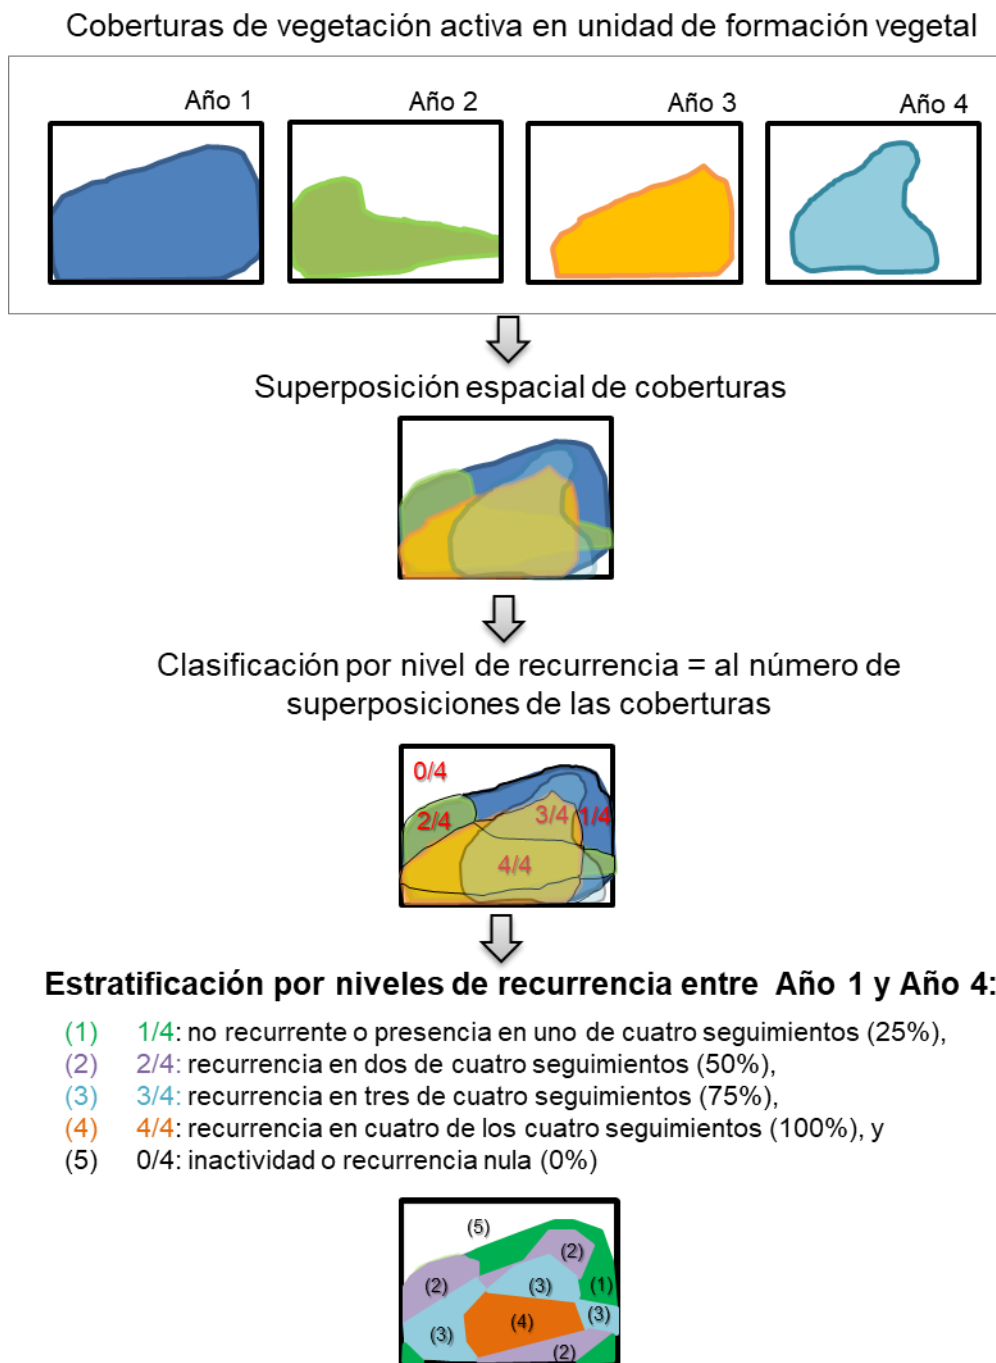 Coberturas de vegetación activa en unidad de formación vegetal
Año 1 Año 2 Año 3 Año 4
Superposición espacial de coberturas
Clasificación por nivel de recurrencia = al número de
superposiciones de las coberturas
0/4
2/4 3/4 1/4
4/4
Estratificación por niveles de recurrencia entre Año 1 y Año 4:
(1) 1/4: no recurrente o presencia en uno de cuatro seguimientos (25%),
(2) 2/4: recurrencia en dos de cuatro seguimientos (50%),
(3) 3/4: recurrencia en tres de cuatro seguimientos (75%),
(4) 4/4: recurrencia en cuatro de los cuatro seguimientos (100%), y
(5) 0/4: inactividad o recurrencia nula (0%)
(5)
(2)
(2) (3) (1)
(3) (4) (3)
(2)